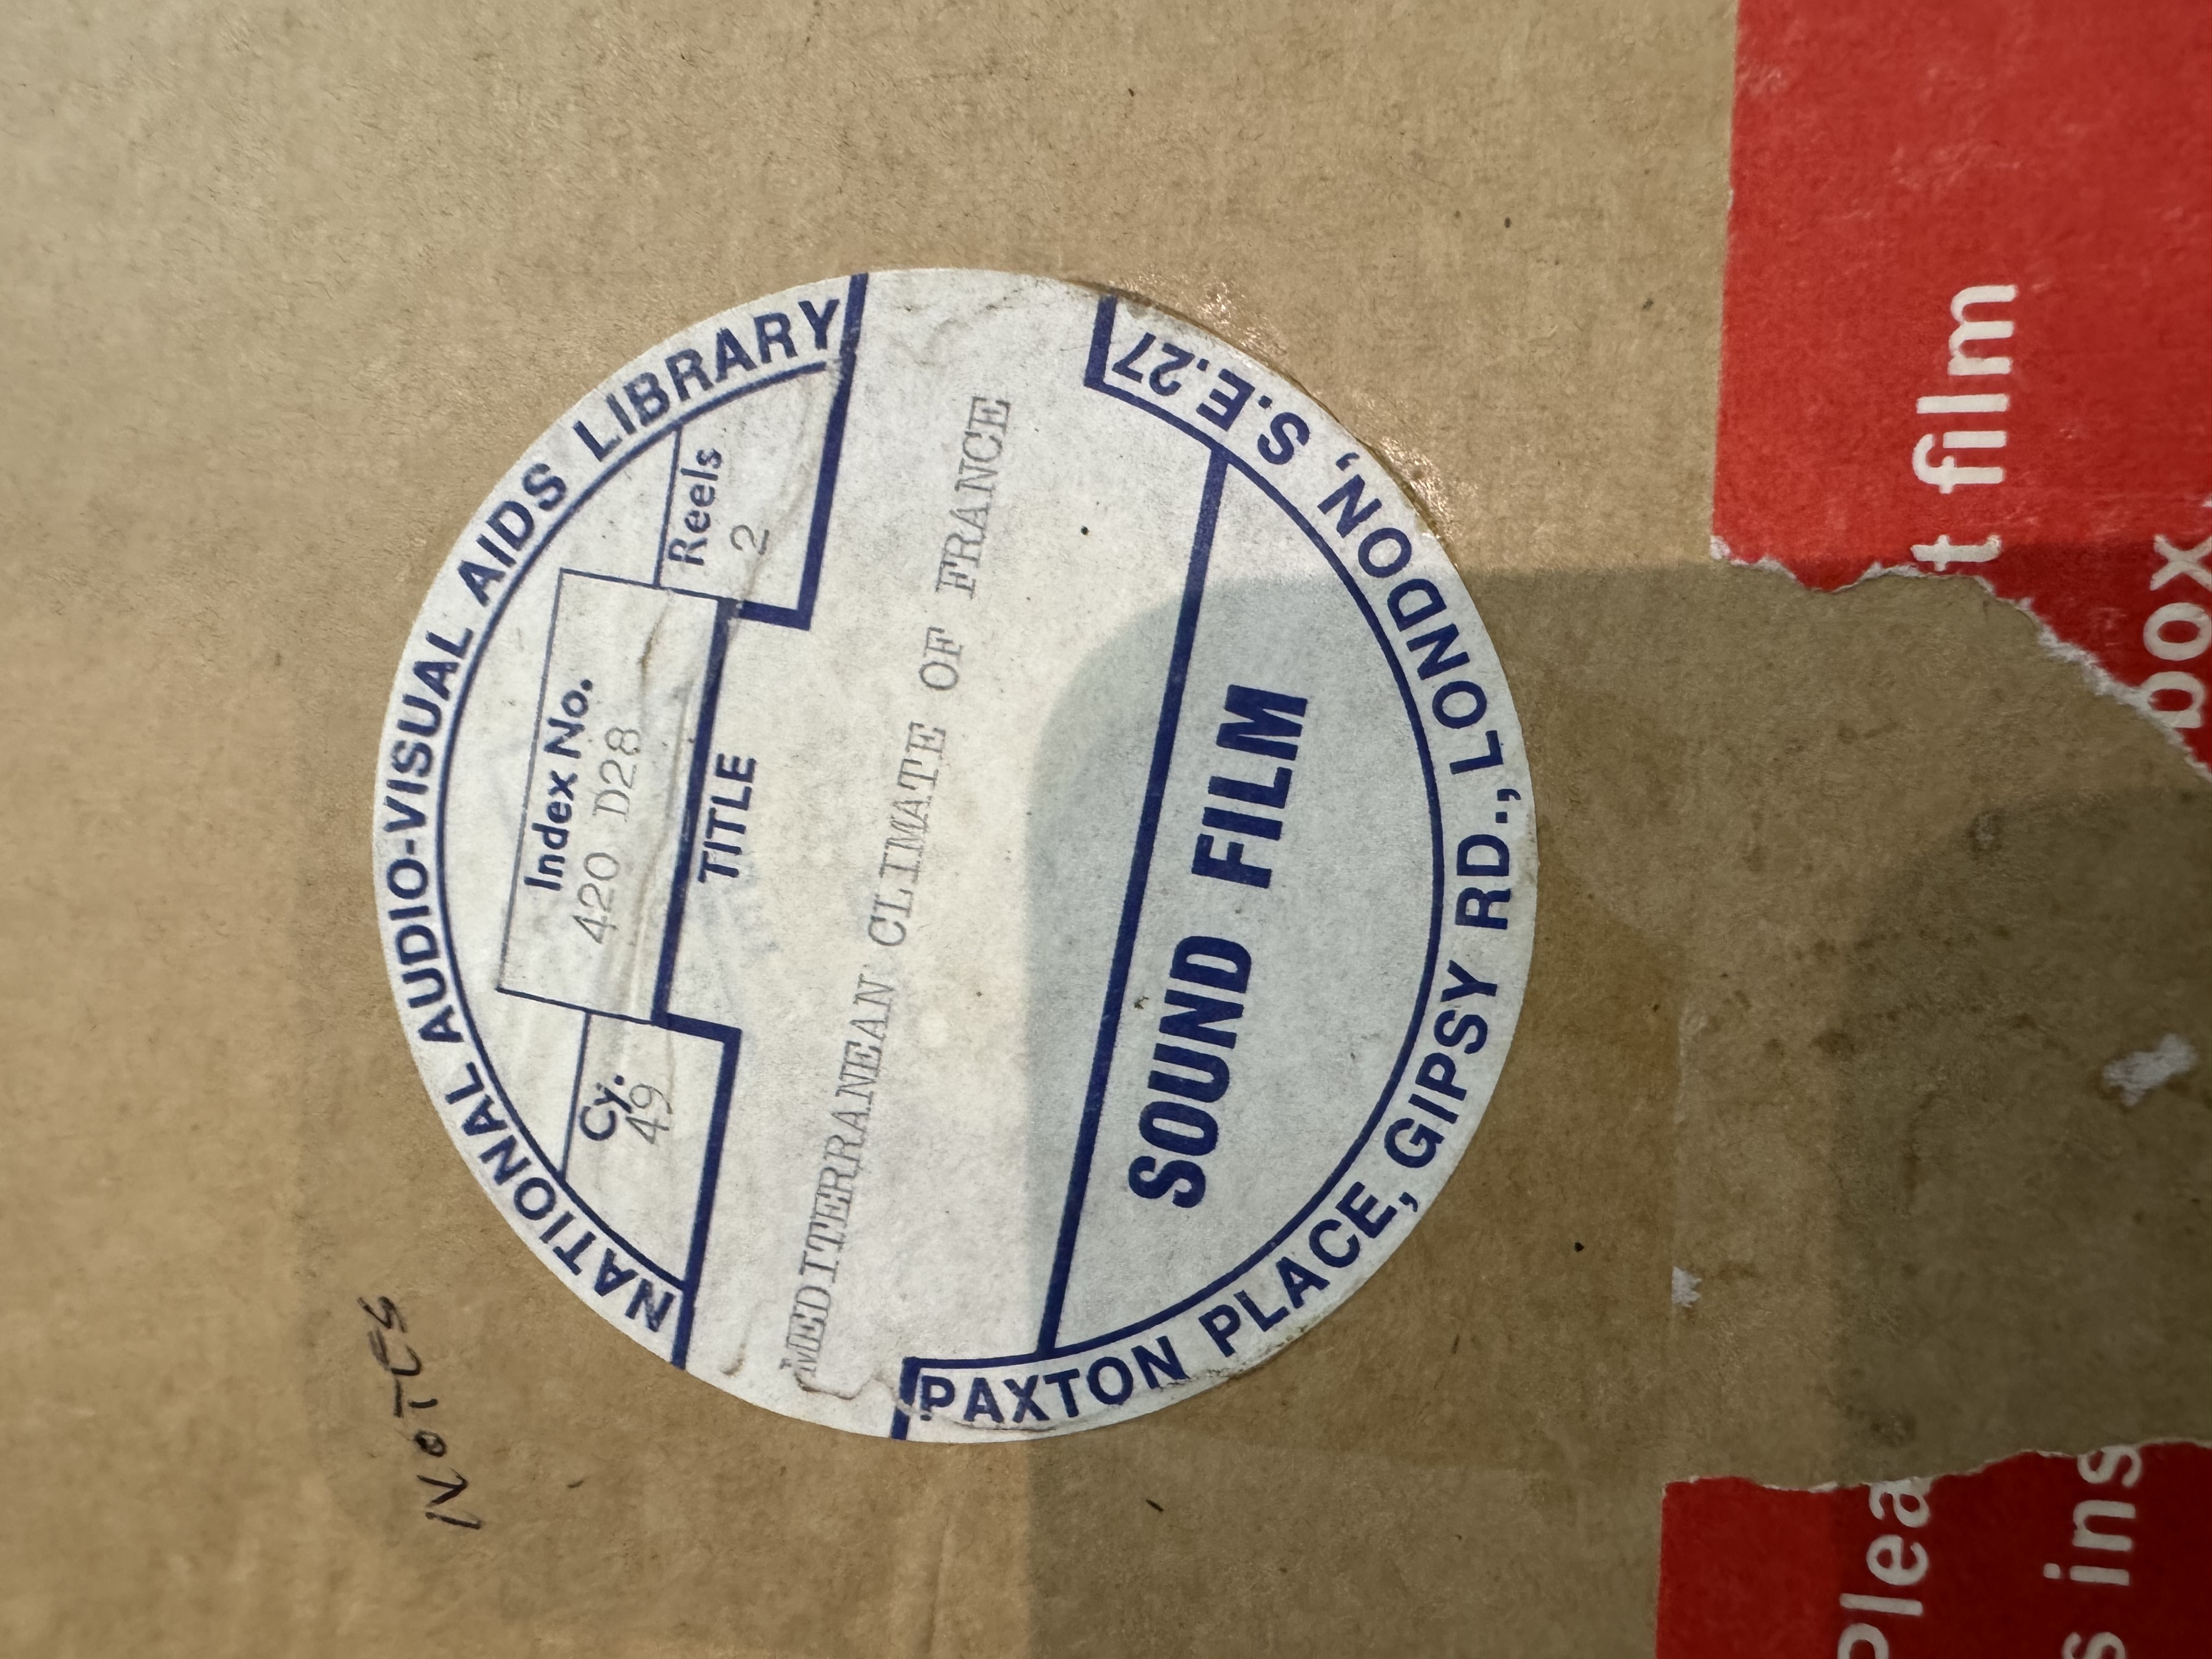 NOTES
NATIONAL AUDIO-VISUAL AIDS LIBRARY
Cy.
49
Index No.
420 D28
Reels
2
TITLE
MEDITERRANEAN CLIMATE OF FRANCE
SOUND FILM
PAXTON PLACE, GIPSY RD., LONDON, S.E.27
Plea
t film
s ins
box